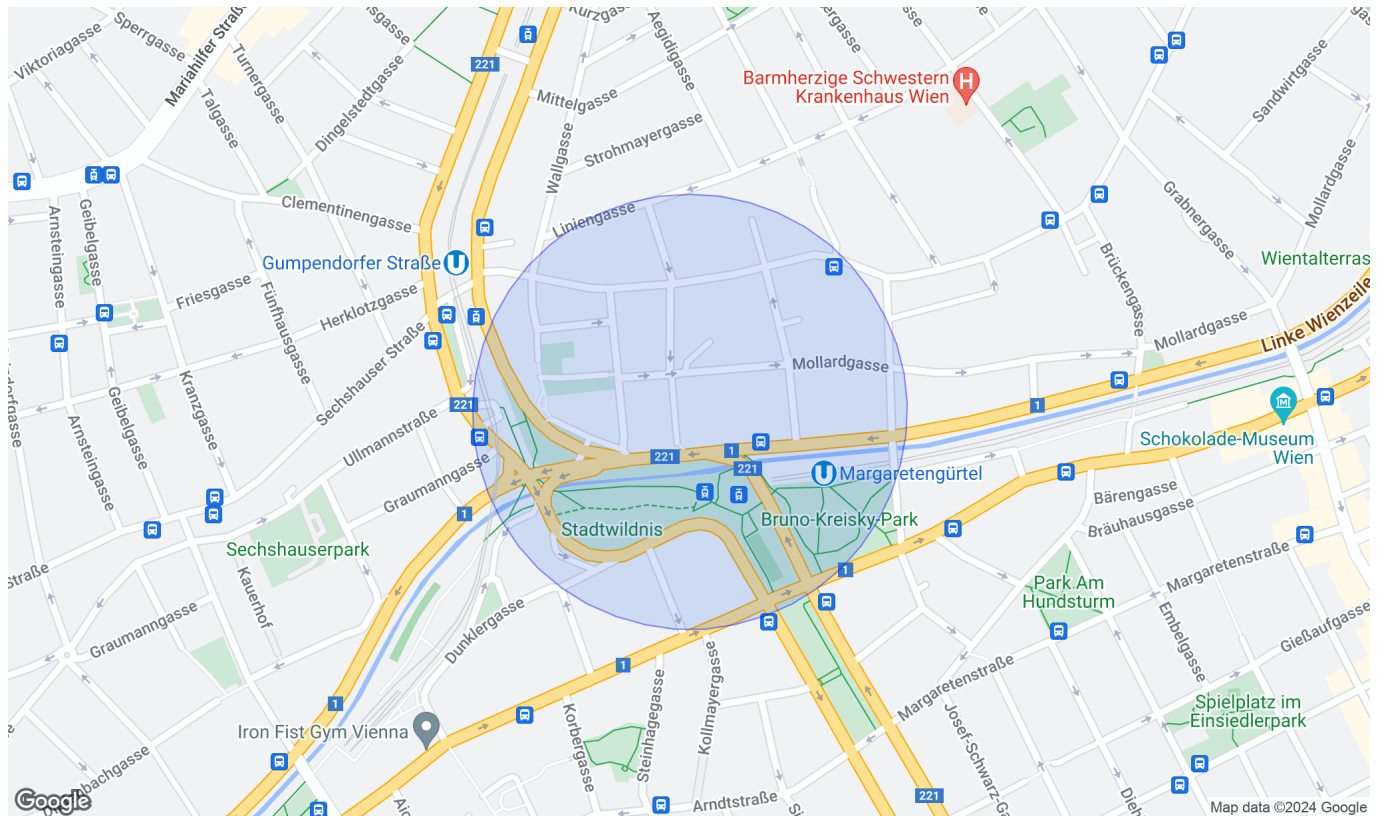 Viktoriagasse
Sperrgasse
Mariahilfer Straß
Turnergasse
Talgasse
Dingelstedtgasse
221
Kurzgas
Aegidigasse
Mittelgasse
Wallgasse
Strohmayergasse
Barmherzige Schwestern
Krankenhaus Wien
H
Sandwirtgasse
Mollardgasse
Grabnergasse
Arnsteingasse
Geibelgasse
Clementinengasse
Liniengasse
Gumpendorfer Straße
U
Brückengasse
Wientalterras
Friesgasse
Fünfhausgasse
Herklotzgasse
Sechshauser Straße
Mollardgasse
Linke Wienzeile
Mollardgasse
Kranzgasse
Geibelgasse
Arnsteingasse
221
Ullmannstraße
Graumanngasse
1
Schokolade-Museum
Wien
M
221
1
221
U
Margaretengürtel
1
Bärengasse
Bräuhausgasse
Stadtwildnis
Bruno-Kreisky-Park
Sechshauserpark
Margaretenstraße
Straße
Kauerhof
1
Park Am
Hundsturm
Graumanngasse
Dunklergasse
Embelgasse
Gießaufgasse
1
Kollmayergasse
Steinhagegasse
Margaretenstraße
1
Korbergasse
Josef-Schwarz-Ga
Spielplatz im
Einsiedlerpark
Iron Fist Gym Vienna
221
Arndtstraße
Google
Map data ©2024 Google